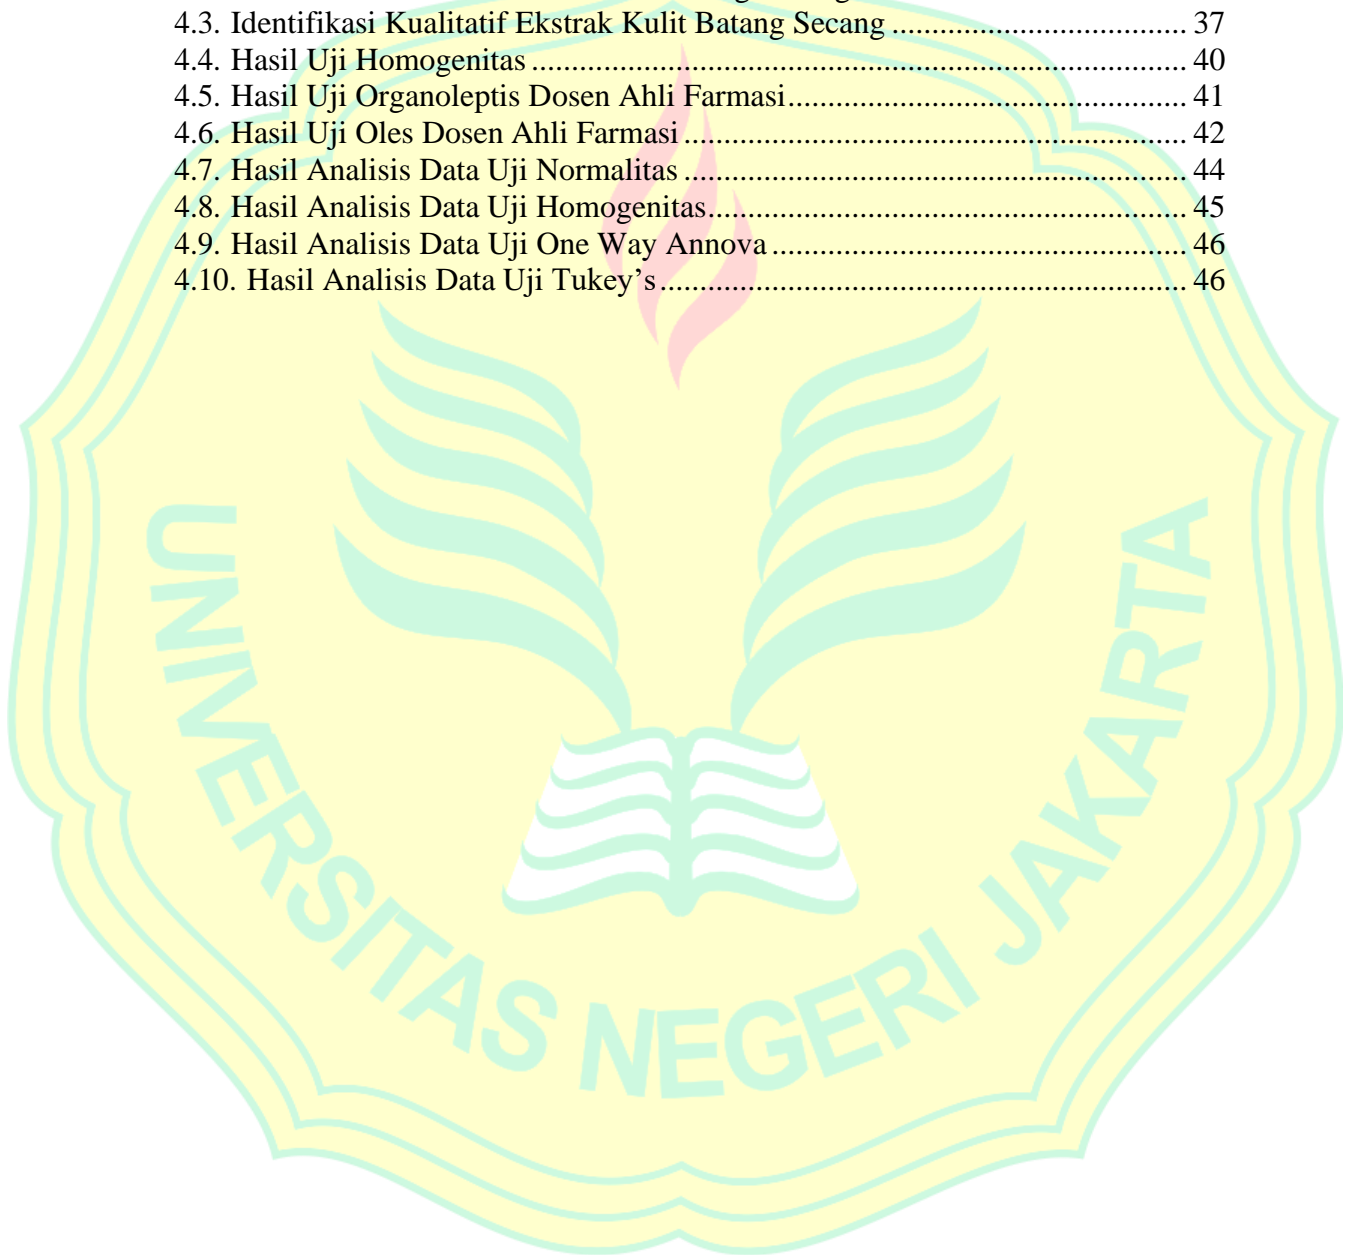 4.3. Identifikasi Kualitatif Ekstrak Kulit Batang Secang ................................ 37
4.4. Hasil Uji Homogenitas ........................................................................ 40
4.5. Hasil Uji Organoleptis Dosen Ahli Farmasi ........................................... 41
4.6. Hasil Uji Oles Dosen Ahli Farmasi ....................................................... 42
4.7. Hasil Analisis Data Uji Normalitas ...................................................... 44
4.8. Hasil Analisis Data Uji Homogenitas .................................................... 45
4.9. Hasil Analisis Data Uji One Way Annova ............................................. 46
4.10. Hasil Analisis Data Uji Tukey’s ......................................................... 46
UNIVERSITAS NEGERI JAKARTA